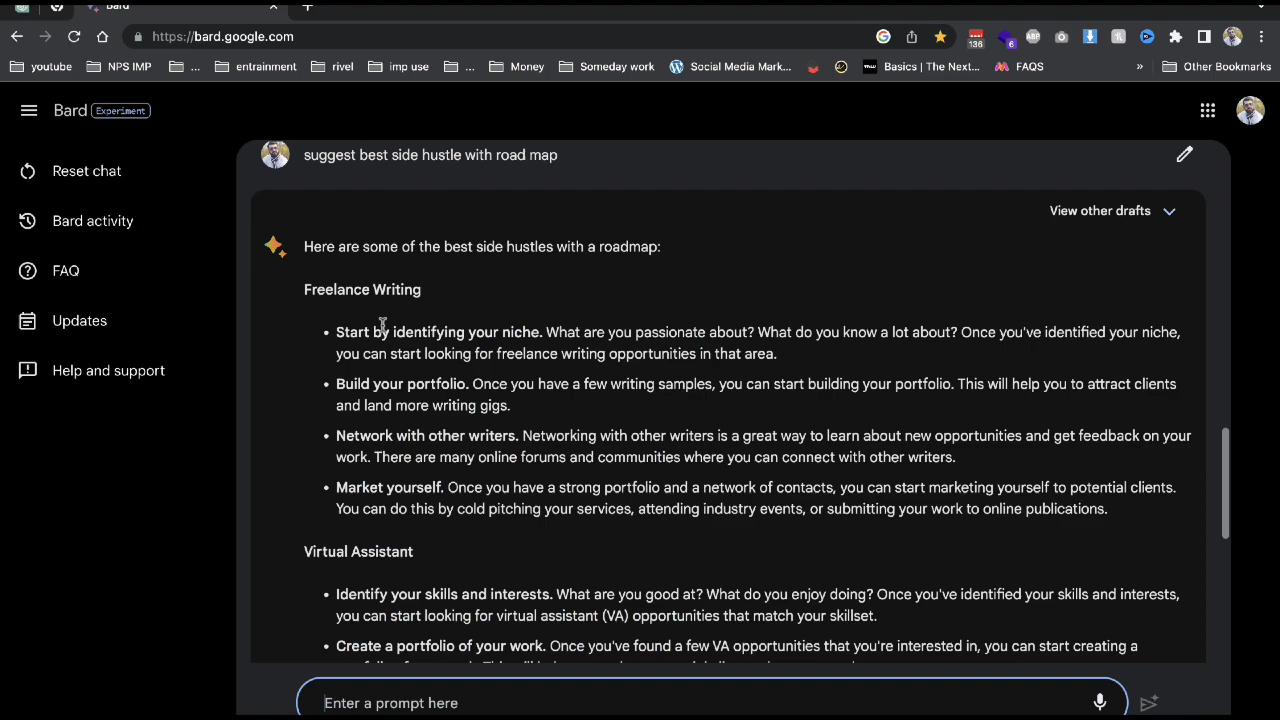 Bard
https://bard.google.com
136
6
ABP
youtube
NPS IMP
...
entrainment
rivel
imp use
...
Money
Someday work
Social Media Mark...
Basics | The Next...
FAQS
»
Other Bookmarks
Bard Experiment
suggest best side hustle with road map
Reset chat
Bard activity
FAQ
Updates
Help and support
View other drafts
Here are some of the best side hustles with a roadmap:
Freelance Writing
• Start by identifying your niche. What are you passionate about? What do you know a lot about? Once you've identified your niche,
you can start looking for freelance writing opportunities in that area.
• Build your portfolio. Once you have a few writing samples, you can start building your portfolio. This will help you to attract clients
and land more writing gigs.
• Network with other writers. Networking with other writers is a great way to learn about new opportunities and get feedback on your
work. There are many online forums and communities where you can connect with other writers.
• Market yourself. Once you have a strong portfolio and a network of contacts, you can start marketing yourself to potential clients.
You can do this by cold pitching your services, attending industry events, or submitting your work to online publications.
Virtual Assistant
• Identify your skills and interests. What are you good at? What do you enjoy doing? Once you've identified your skills and interests,
you can start looking for virtual assistant (VA) opportunities that match your skillset.
• Create a portfolio of your work. Once you've found a few VA opportunities that you're interested in, you can start creating a
Enter a prompt here